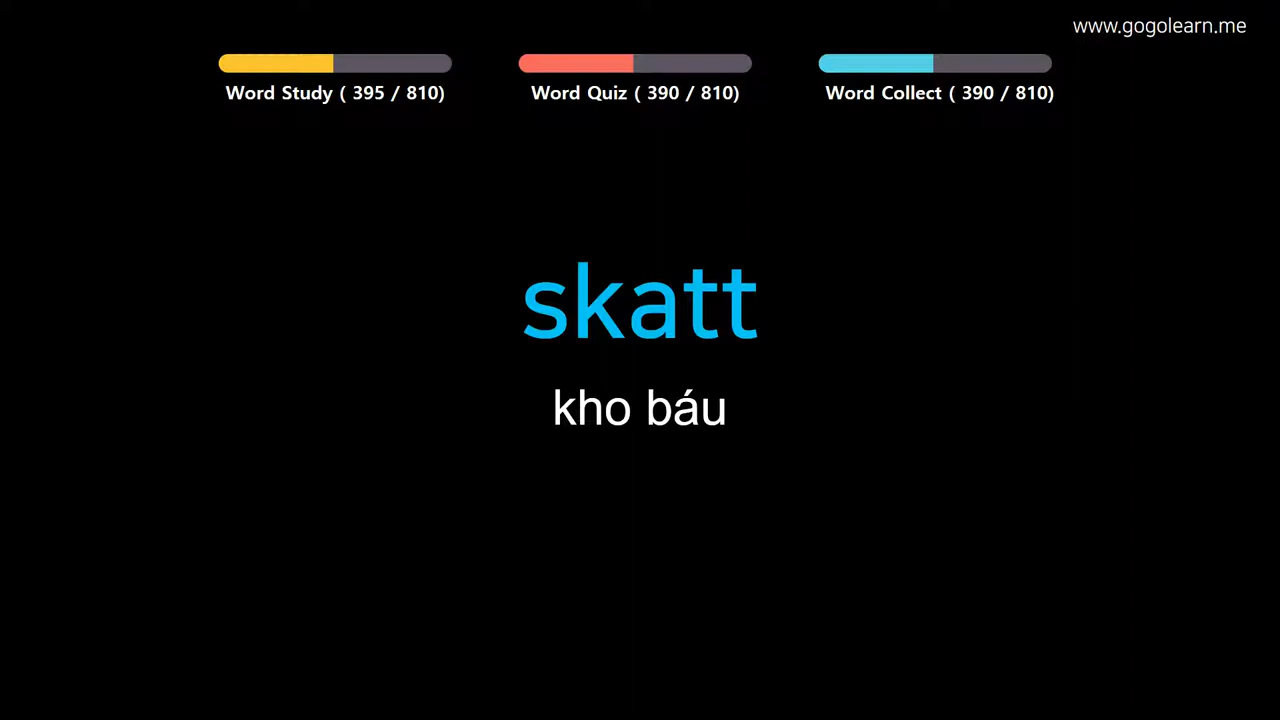 www.gogolearn.me
Word Study ( 395 / 810)
Word Quiz ( 390 / 810)
Word Collect ( 390 / 810)
skatt
kho báu